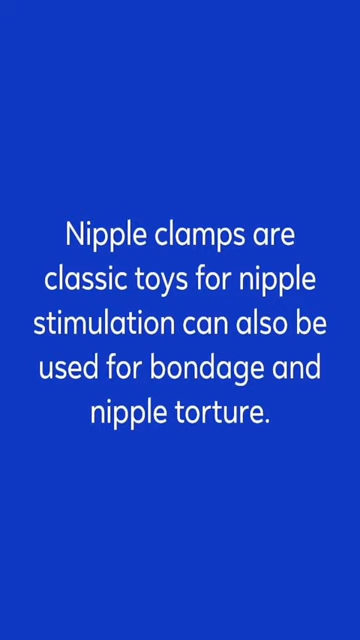 Nipple clamps are
classic toys for nipple
stimulation can also be
used for bondage and
nipple torture.